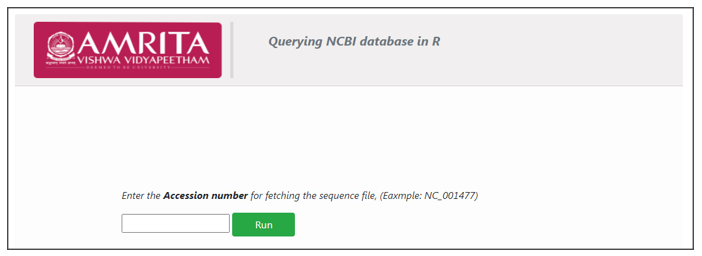 AMRITA
VISHWA VIDYAPEETHAM
DEEMED TO BE UNIVERSITY
Querying NCBI database in R
Enter the Accession number for fetching the sequence file, (Eaxmple: NC_001477)
Run